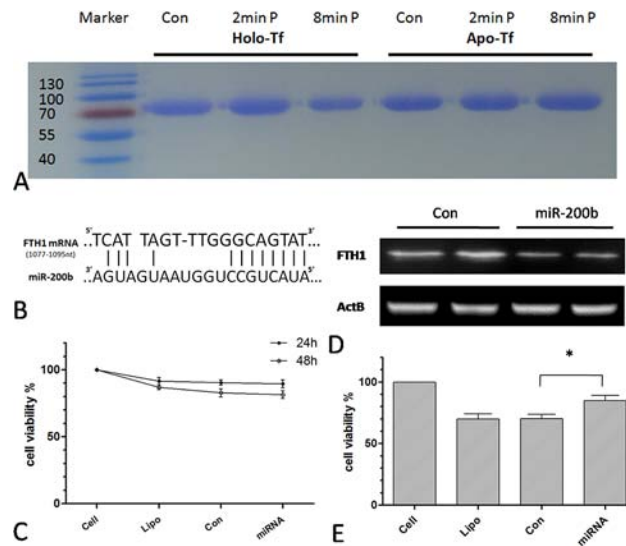 Marker Con 2min P 8min P Con 2min P 8min P
Holo-Tf Apo-Tf
130
100
70
55
40
A
5' 3'
..TCAT TAGT-TTGGGCAGTAT...
FTH1 mRNA
(1077-1095nt)
3' 5'
miR-200b ..AGUAGUAAUGGUCCGUCAUA...
B
Con miR-200b
FTH1
ActB
D
24h
48h
cell viability %
100
50
0
Cell Lipo Con miRNA
C
*
cell viability %
100
50
0
Cell Lipo Con miRNA
E